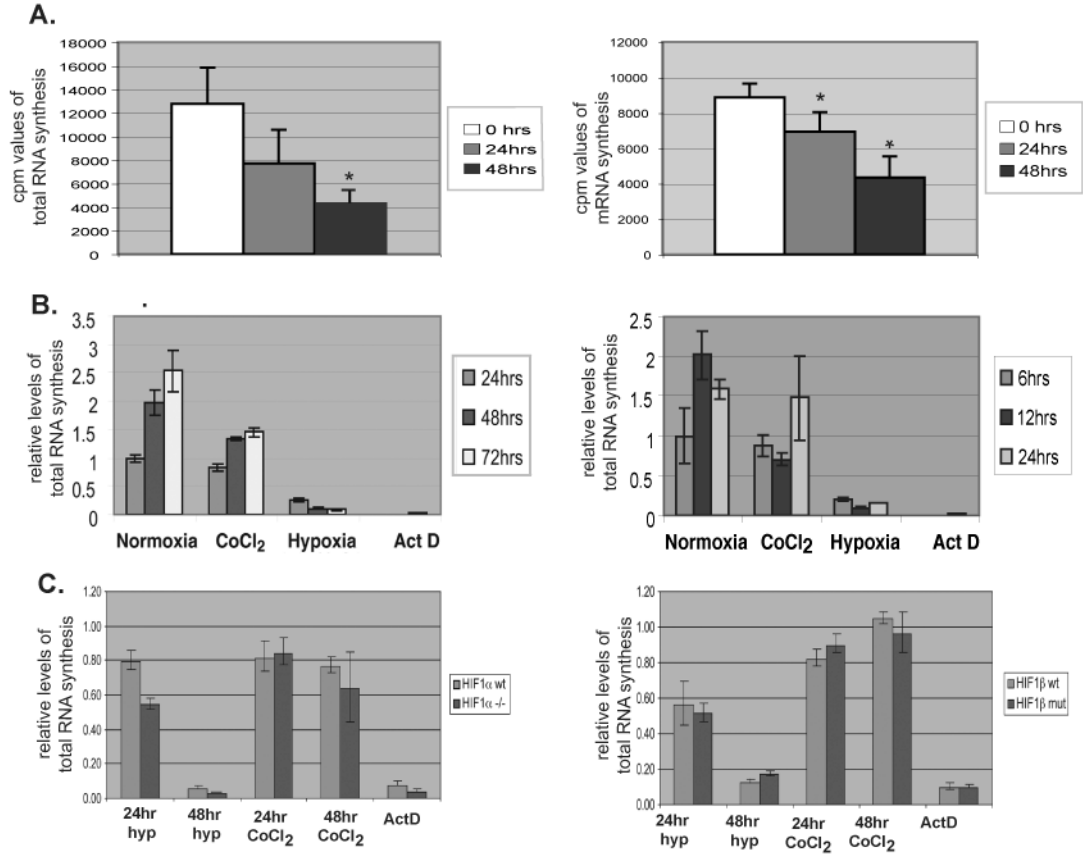 A.
18000
16000
14000
12000
10000
8000
6000
4000
2000
0
cpm values of
total RNA synthesis
*
0 hrs
24hrs
48hrs
12000
10000
8000
6000
4000
2000
0
cpm values of
mRNA synthesis
*
*
0 hrs
24hrs
48hrs
B.
3.5
3
2.5
2
1.5
1
0.5
0
relative levels of
total RNA synthesis
Normoxia CoCl₂ Hypoxia Act D
24hrs
48hrs
72hrs
2.5
2
1.5
1
0.5
0
relative levels of
total RNA synthesis
Normoxia CoCl₂ Hypoxia Act D
6hrs
12hrs
24hrs
C.
1.20
1.00
0.80
0.60
0.40
0.20
0.00
relative levels of
total RNA synthesis
24hr 48hr 24hr 48hr ActD
hyp hyp CoCl₂ CoCl₂
HIF1α wt
HIF1α -/-
1.20
1.00
0.80
0.60
0.40
0.20
0.00
relative levels of
total RNA synthesis
24hr 48hr 24hr 48hr ActD
hyp hyp CoCl₂ CoCl₂
HIF1β wt
HIF1β mut